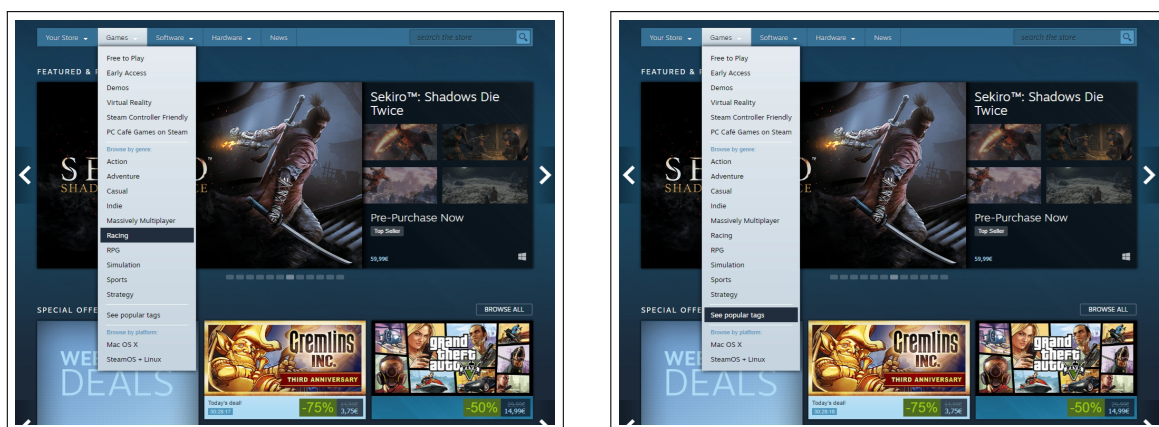 Your Store Games Software Hardware News search the store
FEATURED &
Free to Play
Early Access
Demos
Virtual Reality
Steam Controller Friendly
PC Café Games on Steam
Browse by genre:
Action
Adventure
Casual
Indie
Massively Multiplayer
Racing
RPG
Simulation
Sports
Strategy
See popular tags
Browse by platform:
Mac OS X
SteamOS + Linux
Sekiro™: Shadows Die
Twice
Pre-Purchase Now
Top Seller
59,99€
SPECIAL OFFE
BROWSE ALL
DEALS
Gremlins
INC.
THIRD ANNIVERSARY
Today's deal!
-75% 3,75€
grand
theft
auto
-50% 14,99€
Your Store Games Software Hardware News search the store
FEATURED &
Free to Play
Early Access
Demos
Virtual Reality
Steam Controller Friendly
PC Café Games on Steam
Browse by genre:
Action
Adventure
Casual
Indie
Massively Multiplayer
Racing
RPG
Simulation
Sports
Strategy
See popular tags
Browse by platform:
Mac OS X
SteamOS + Linux
Sekiro™: Shadows Die
Twice
Pre-Purchase Now
Top Seller
59,99€
SPECIAL OFFE
BROWSE ALL
DEALS
Gremlins
INC.
THIRD ANNIVERSARY
Today's deal!
-75% 3,75€
grand
theft
auto
-50% 14,99€